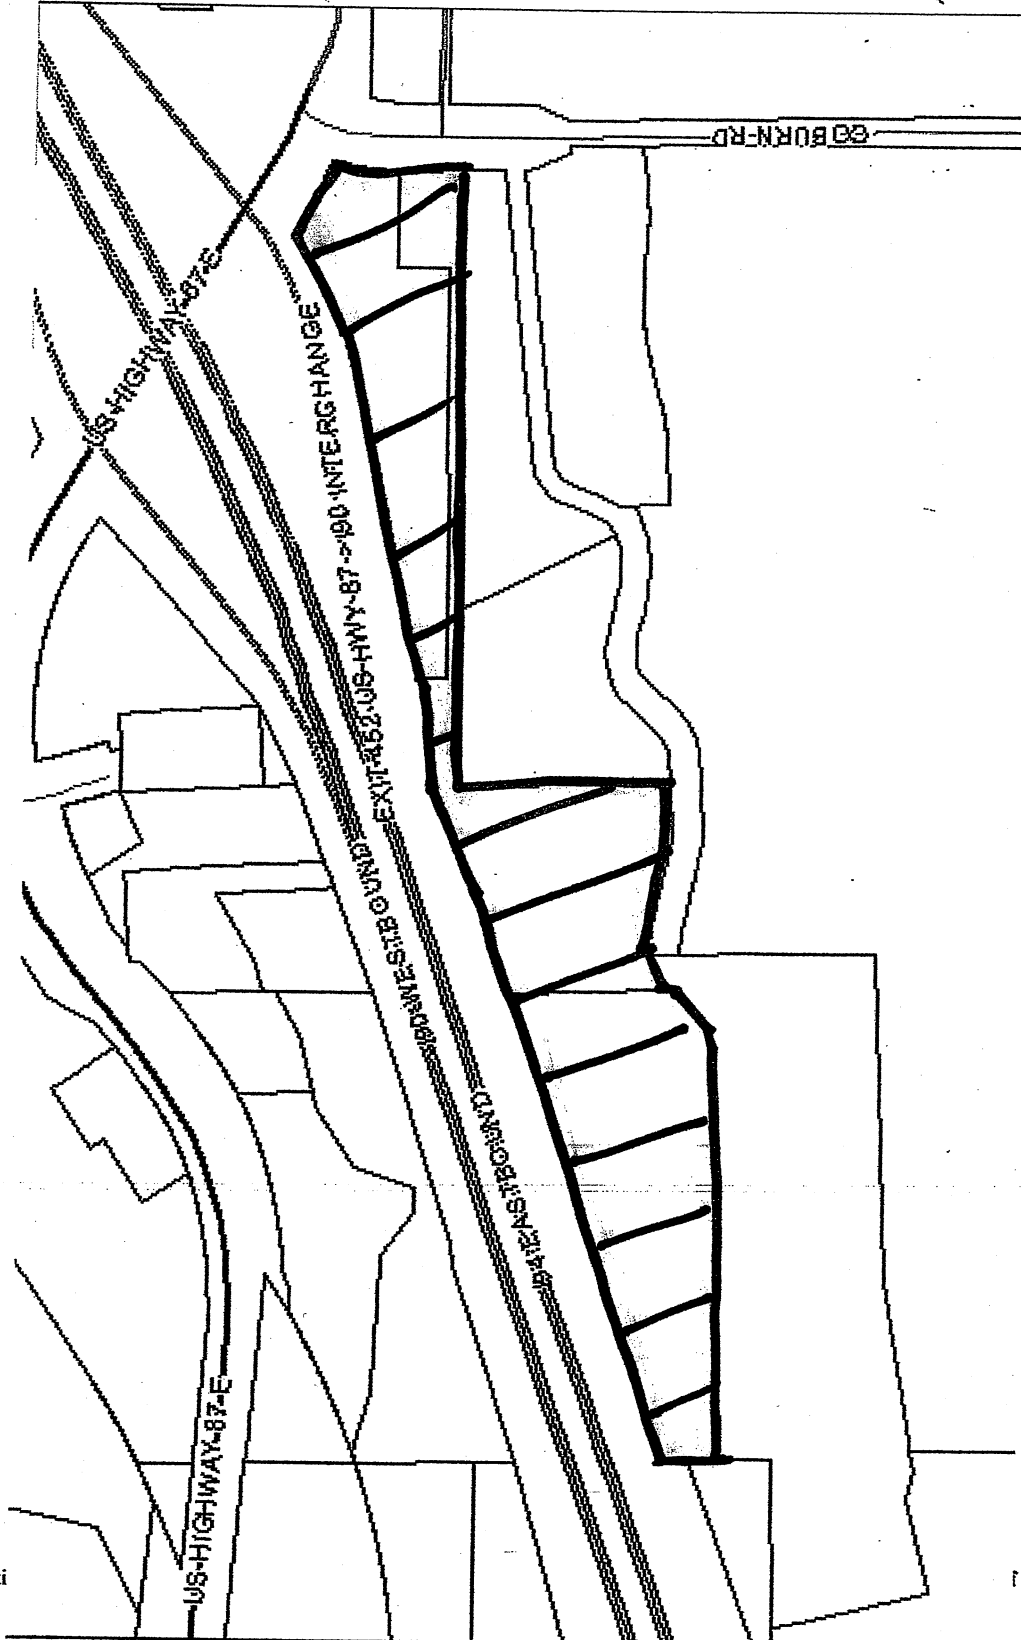 COBURN-RD
US-HIGHWAY-87-E
EXIT-452-US-HWY-87->I90-INTERCHANGE
I90-WESTBOUND
I94-EASTBOUND
US-HIGHWAY-87-E